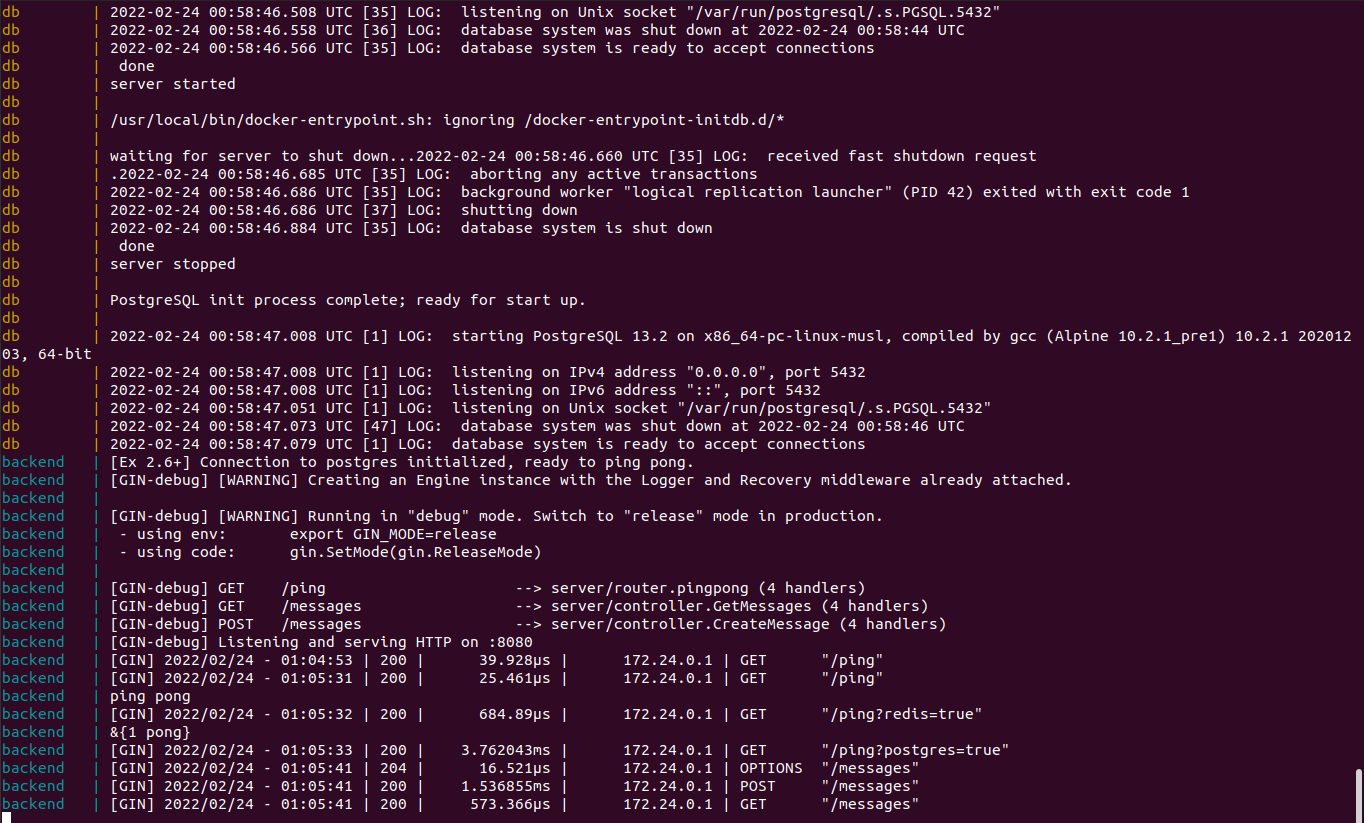 db         | 2022-02-24 00:58:46.508 UTC [35] LOG:  listening on Unix socket "/var/run/postgresql/.s.PGSQL.5432"
db         | 2022-02-24 00:58:46.558 UTC [36] LOG:  database system was shut down at 2022-02-24 00:58:44 UTC
db         | 2022-02-24 00:58:46.566 UTC [35] LOG:  database system is ready to accept connections
db         |  done
db         | server started
db         |
db         | /usr/local/bin/docker-entrypoint.sh: ignoring /docker-entrypoint-initdb.d/*
db         |
db         | waiting for server to shut down...2022-02-24 00:58:46.660 UTC [35] LOG:  received fast shutdown request
db         | .2022-02-24 00:58:46.685 UTC [35] LOG:  aborting any active transactions
db         | 2022-02-24 00:58:46.686 UTC [35] LOG:  background worker "logical replication launcher" (PID 42) exited with exit code 1
db         | 2022-02-24 00:58:46.686 UTC [37] LOG:  shutting down
db         | 2022-02-24 00:58:46.884 UTC [35] LOG:  database system is shut down
db         |  done
db         | server stopped
db         |
db         | PostgreSQL init process complete; ready for start up.
db         |
db         | 2022-02-24 00:58:47.008 UTC [1] LOG:  starting PostgreSQL 13.2 on x86_64-pc-linux-musl, compiled by gcc (Alpine 10.2.1_pre1) 10.2.1 202012
03, 64-bit
db         | 2022-02-24 00:58:47.008 UTC [1] LOG:  listening on IPv4 address "0.0.0.0", port 5432
db         | 2022-02-24 00:58:47.008 UTC [1] LOG:  listening on IPv6 address "::", port 5432
db         | 2022-02-24 00:58:47.051 UTC [1] LOG:  listening on Unix socket "/var/run/postgresql/.s.PGSQL.5432"
db         | 2022-02-24 00:58:47.073 UTC [47] LOG:  database system was shut down at 2022-02-24 00:58:46 UTC
db         | 2022-02-24 00:58:47.079 UTC [1] LOG:  database system is ready to accept connections
backend    | [Ex 2.6+] Connection to postgres initialized, ready to ping pong.
backend    | [GIN-debug] [WARNING] Creating an Engine instance with the Logger and Recovery middleware already attached.
backend    |
backend    | [GIN-debug] [WARNING] Running in "debug" mode. Switch to "release" mode in production.
backend    |  - using env:      export GIN_MODE=release
backend    |  - using code:     gin.SetMode(gin.ReleaseMode)
backend    |
backend    | [GIN-debug] GET    /ping                     --> server/router.pingpong (4 handlers)
backend    | [GIN-debug] GET    /messages                 --> server/controller.GetMessages (4 handlers)
backend    | [GIN-debug] POST   /messages                 --> server/controller.CreateMessage (4 handlers)
backend    | [GIN-debug] Listening and serving HTTP on :8080
backend    | [GIN] 2022/02/24 - 01:04:53 | 200 |      39.928µs |      172.24.0.1 | GET      "/ping"
backend    | [GIN] 2022/02/24 - 01:05:31 | 200 |      25.461µs |      172.24.0.1 | GET      "/ping"
backend    | ping pong
backend    | [GIN] 2022/02/24 - 01:05:32 | 200 |      684.89µs |      172.24.0.1 | GET      "/ping?redis=true"
backend    | &{1 pong}
backend    | [GIN] 2022/02/24 - 01:05:33 | 200 |    3.762043ms |      172.24.0.1 | GET      "/ping?postgres=true"
backend    | [GIN] 2022/02/24 - 01:05:41 | 204 |      16.521µs |      172.24.0.1 | OPTIONS  "/messages"
backend    | [GIN] 2022/02/24 - 01:05:41 | 200 |    1.536855ms |      172.24.0.1 | POST     "/messages"
backend    | [GIN] 2022/02/24 - 01:05:41 | 200 |     573.366µs |      172.24.0.1 | GET      "/messages"